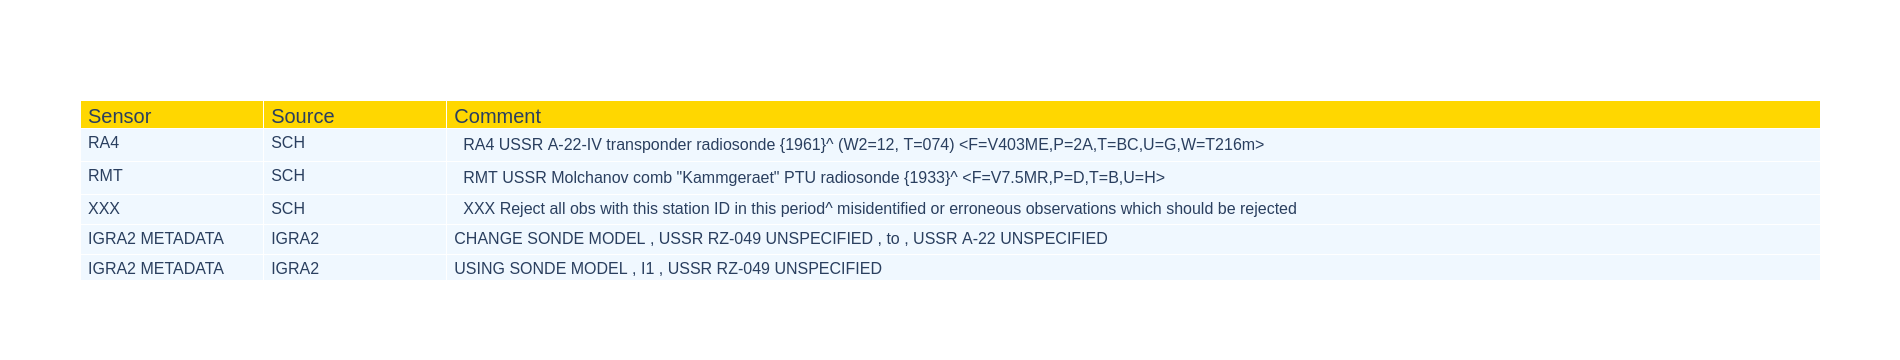 Sensor Source Comment
RA4 SCH RA4 USSR A-22-IV transponder radiosonde {1961}^ (W2=12, T=074) <F=V403ME,P=2A,T=BC,U=G,W=T216m>
RMT SCH RMT USSR Molchanov comb "Kammgeraet" PTU radiosonde {1933}^ <F=V7.5MR,P=D,T=B,U=H>
XXX SCH XXX Reject all obs with this station ID in this period^ misidentified or erroneous observations which should be rejected
IGRA2 METADATA IGRA2 CHANGE SONDE MODEL , USSR RZ-049 UNSPECIFIED , to , USSR A-22 UNSPECIFIED
IGRA2 METADATA IGRA2 USING SONDE MODEL , I1 , USSR RZ-049 UNSPECIFIED